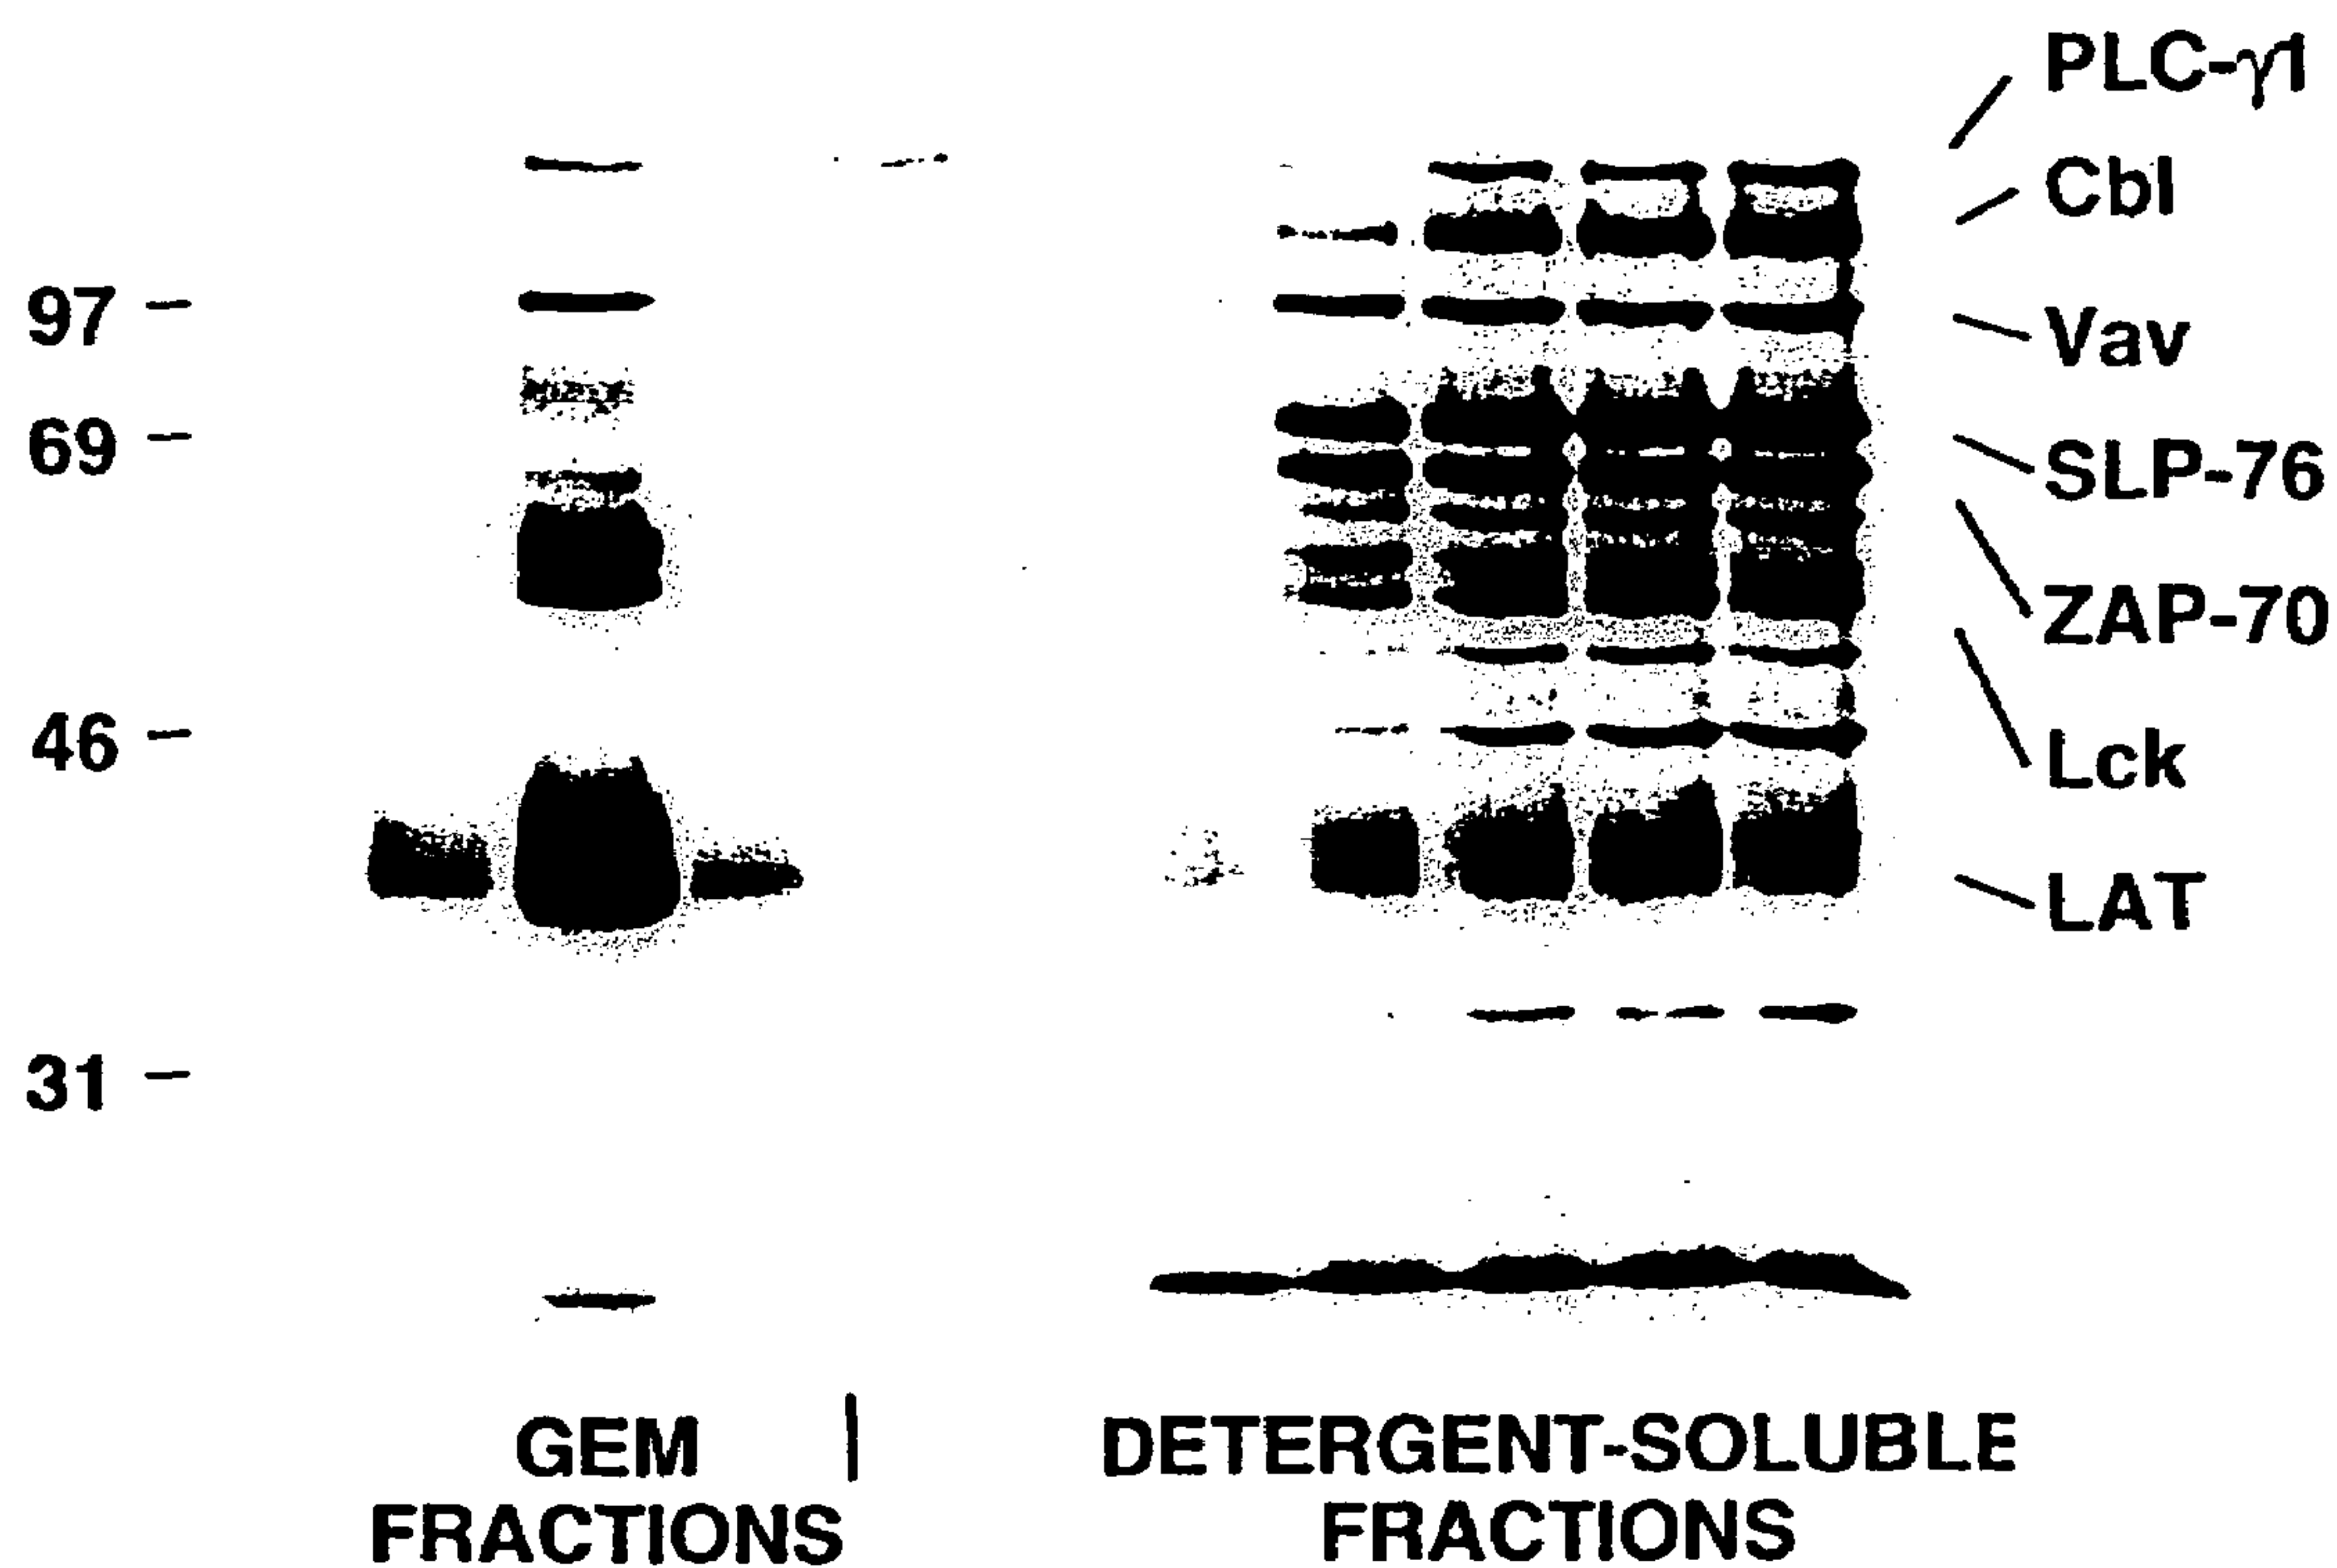 PLC-γ1
Cbl
97 –
Vav
69 –
SLP-76
ZAP-70
46 –
Lck
LAT
31 –
GEM
FRACTIONS
DETERGENT-SOLUBLE
FRACTIONS